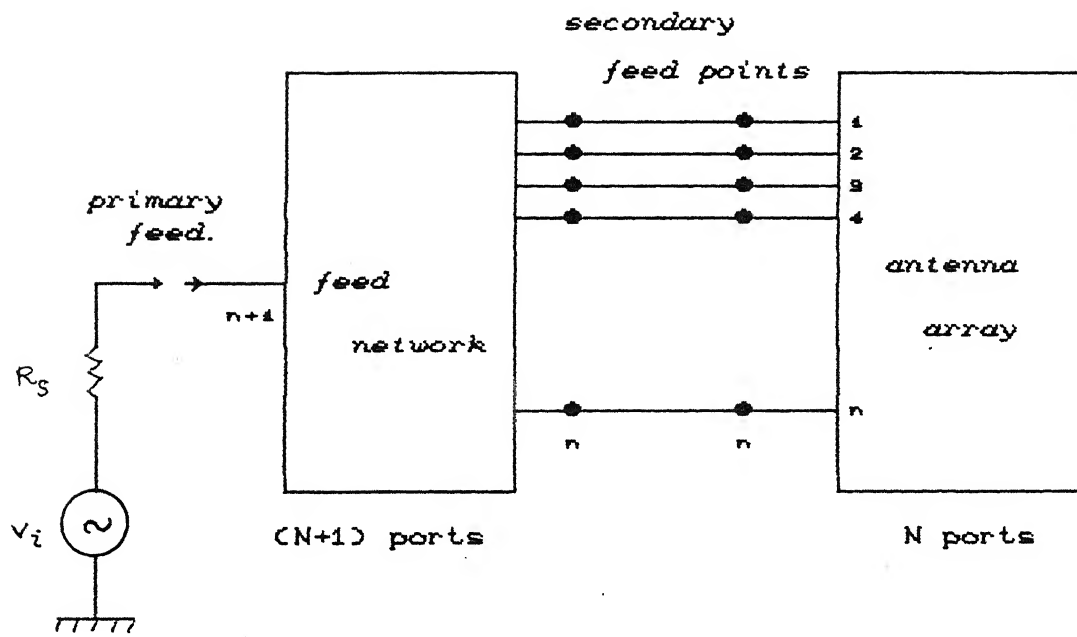 secondary
feed points
1
2
3
4
primary
feed.
n+1
feed
network
antenna
array
R_S
n
n
n
v_i
(N+1) ports
N ports